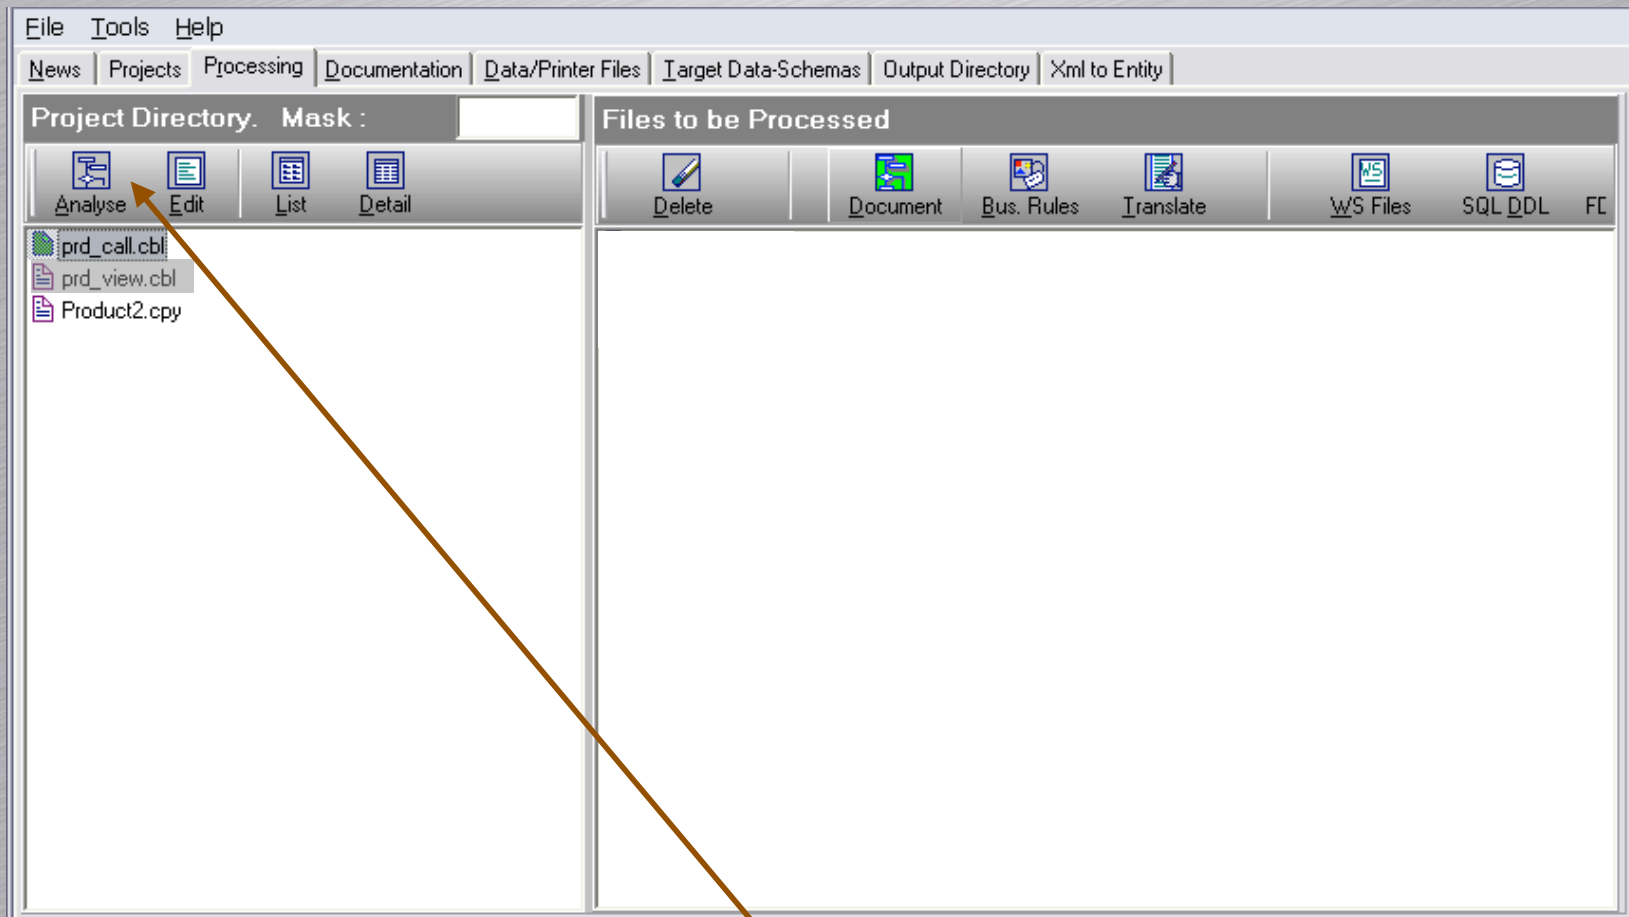 File Tools Help
News Projects Processing Documentation Data/Printer Files Target Data-Schemas Output Directory Xml to Entity
Project Directory. Mask :
Files to be Processed
Analyse Edit List Detail
Delete Document Bus. Rules Translate WS Files SQL DDL
WS
prd_call.cbl
prd_view.cbl
Product2.cpy